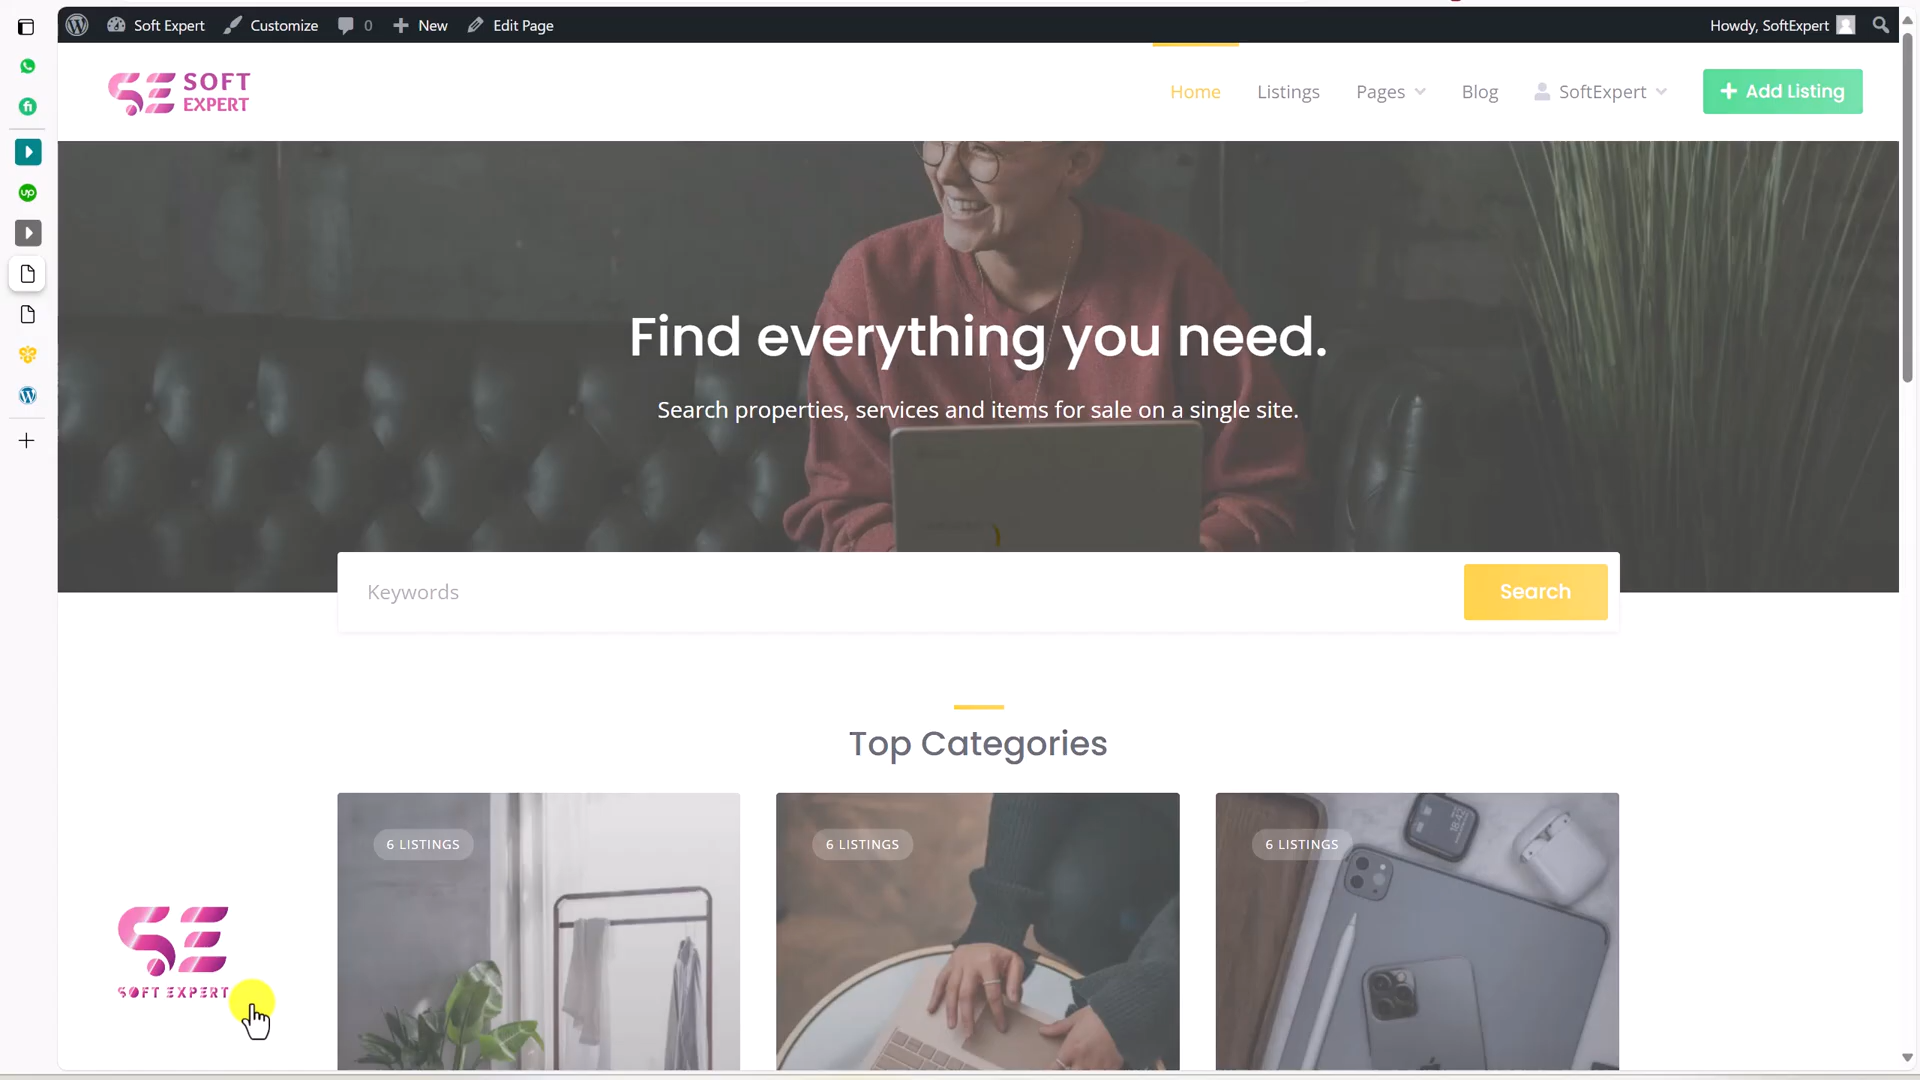 Soft Expert Customize 0 New Edit Page Howdy, SoftExpert
SOFT
EXPERT
Home Listings Pages Blog SoftExpert Add Listing
Find everything you need.
Search properties, services and items for sale on a single site.
Keywords Search
Top Categories
6 LISTINGS 6 LISTINGS 6 LISTINGS
SOFT EXPERT